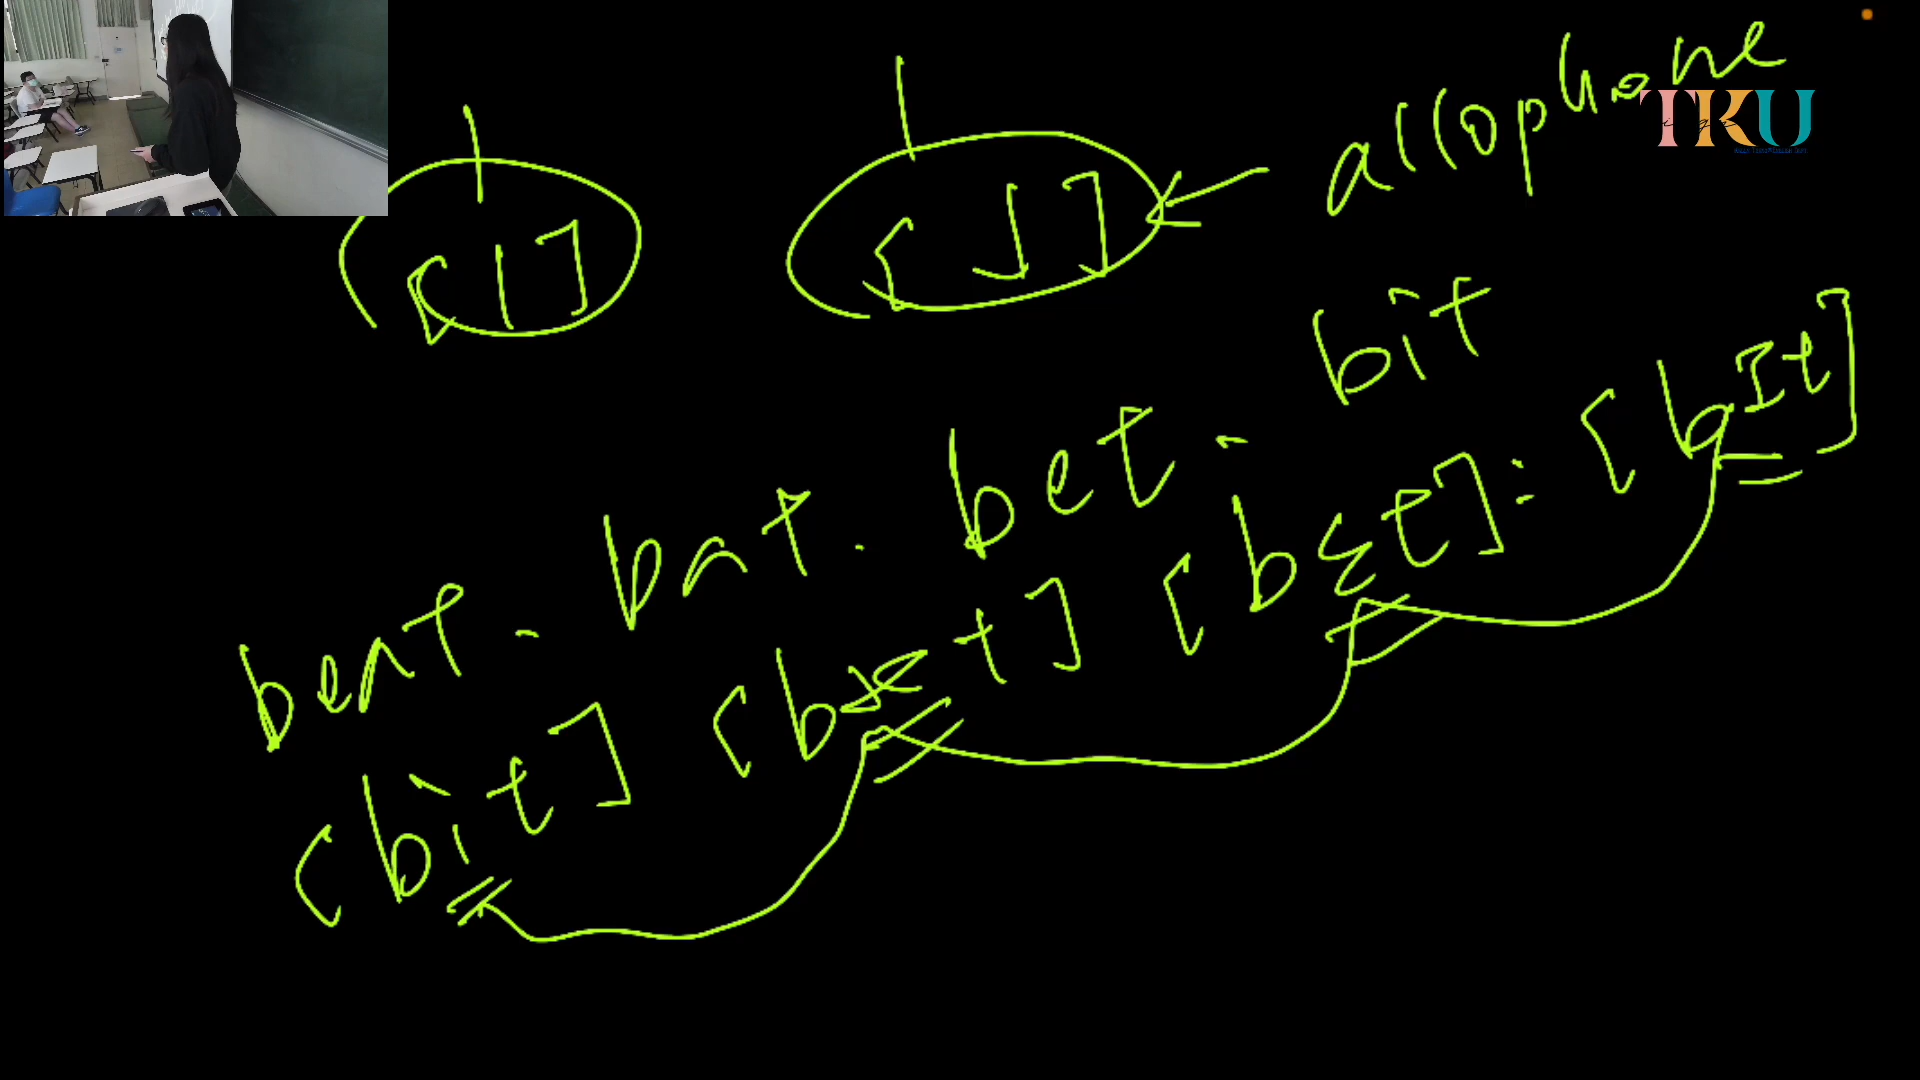 allophone
TKU
[l] [ɹ]
beat - bat . bet - bit
[bit] [bæt] [bɛt] : [bɪt]